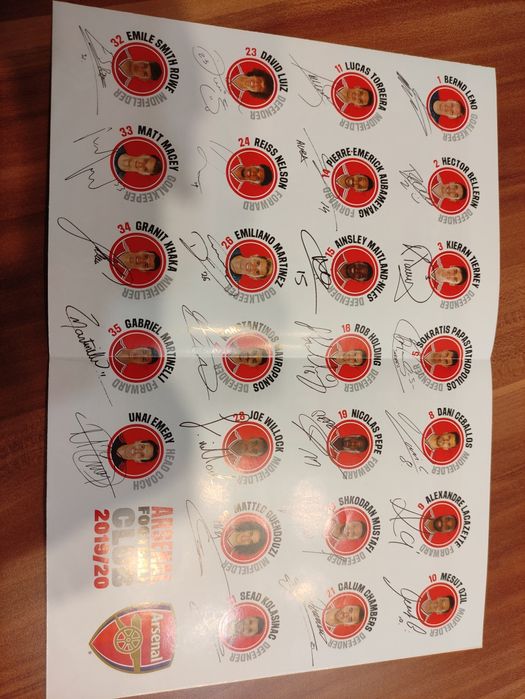 1 BERND LENO
GOALKEEPER
2 HECTOR BELLERIN
DEFENDER
3 KIERAN TIERNEY
DEFENDER
5 SOKRATIS PAPASTATHOPOULOS
DEFENDER
8 DANI CEBALLOS
MIDFIELDER
9 ALEXANDRE LACAZETTE
FORWARD
10 MESUT OZIL
MIDFIELDER
11 LUCAS TORREIRA
MIDFIELDER
14 PIERRE-EMERICK AUBAMEYANG
FORWARD
15 AINSLEY MAITLAND-NILES
DEFENDER
16 ROB HOLDING
DEFENDER
19 NICOLAS PEPE
FORWARD
SHKODRAN MUSTAFI
DEFENDER
21 CALUM CHAMBERS
DEFENDER
23 DAVID LUIZ
DEFENDER
24 REISS NELSON
FORWARD
26 EMILIANO MARTINEZ
GOALKEEPER
KONSTANTINOS MAVROPANOS
DEFENDER
28 JOE WILLOCK
MIDFIELDER
MATTEO GUENDOUZI
MIDFIELDER
SEAD KOLASINAC
DEFENDER
32 EMILE SMITH ROWE
MIDFIELDER
33 MATT MACEY
GOALKEEPER
34 GRANIT XHAKA
MIDFIELDER
35 GABRIEL MARTINELLI
FORWARD
UNAI EMERY
HEAD COACH
ARSENAL
FOOTBALL
CLUB
2019/20
Arsenal